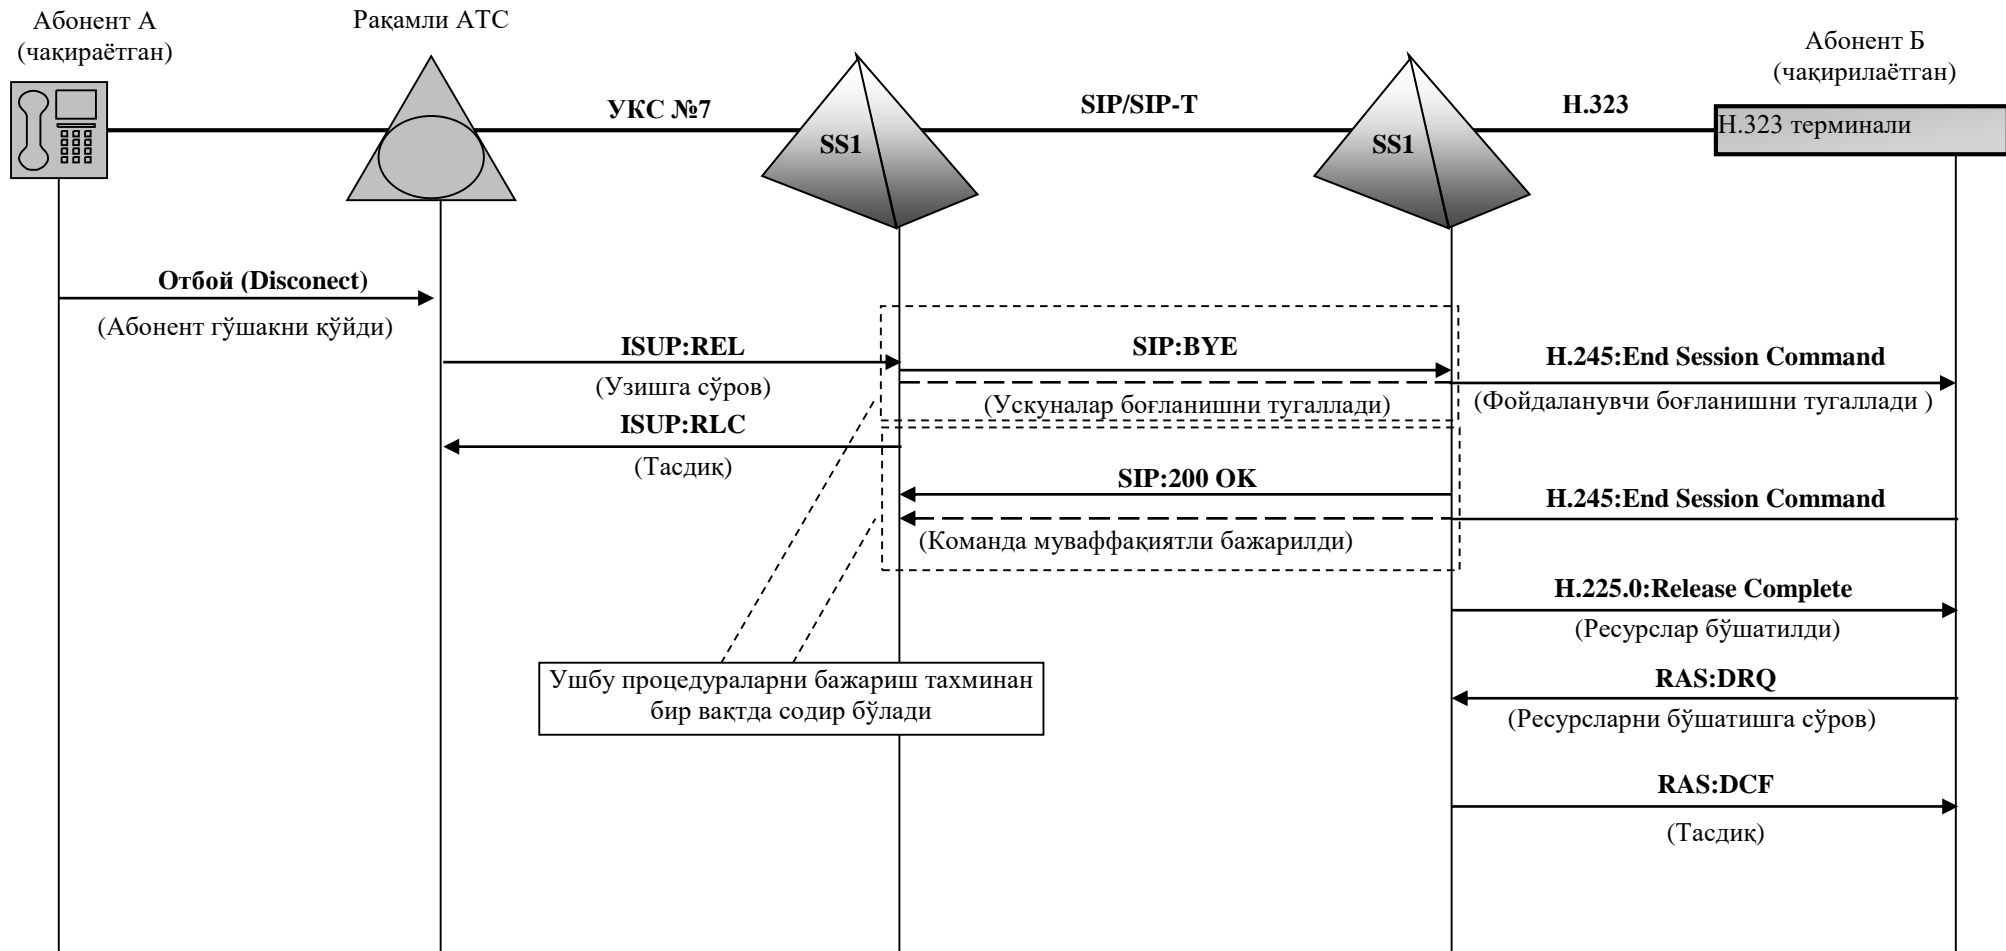 Абонент А
(чақираётган)
Рақамли АТС
Абонент Б
(чақирилаётган)
УКС №7
SIP/SIP-T
H.323
SS1
SS1
H.323 терминали
Отбой (Disconect)
(Абонент гўшакни қўйди)
ISUP:REL
(Узишга сўров)
SIP:BYE
(Ускуналар боғланишни тугаллади)
H.245:End Session Command
(Фойдаланувчи боғланишни тугаллади )
ISUP:RLC
(Тасдиқ)
SIP:200 OK
(Команда муваффақиятли бажарилди)
H.245:End Session Command
H.225.0:Release Complete
(Ресурслар бўшатилди)
Ушбу процедураларни бажариш тахминан
бир вақтда содир бўлади
RAS:DRQ
(Ресурсларни бўшатишга сўров)
RAS:DCF
(Тасдиқ)